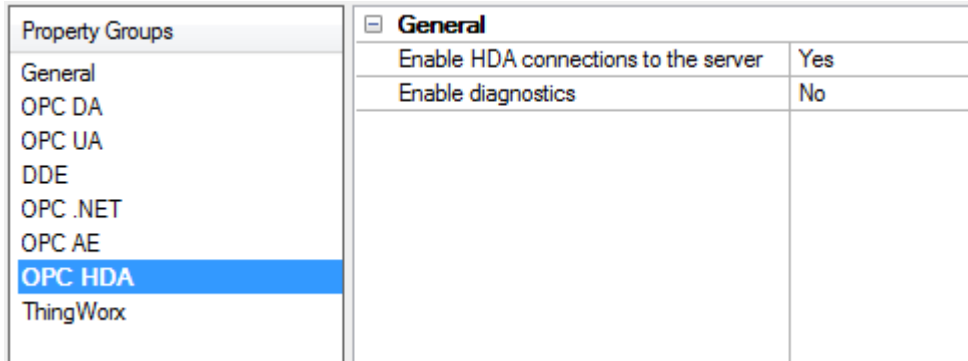 Property Groups
General
OPC DA
OPC UA
DDE
OPC .NET
OPC AE
OPC HDA
ThingWorx
General
Enable HDA connections to the server Yes
Enable diagnostics No